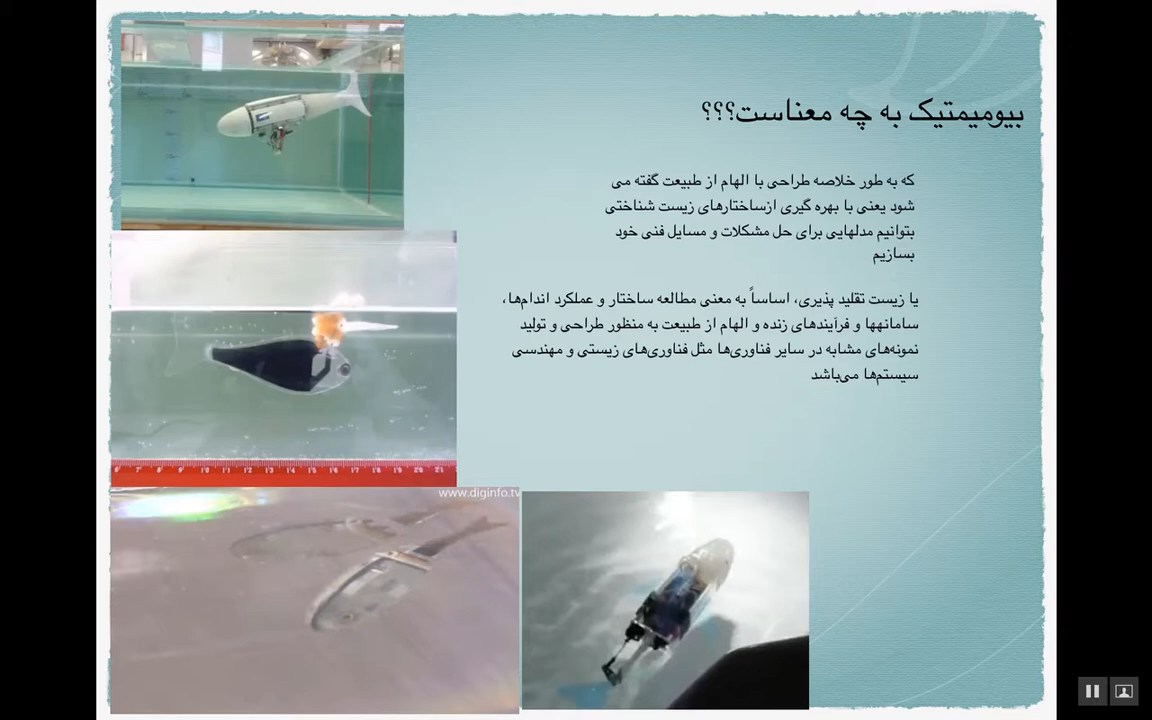 بیومیمتیک به چه معناست؟؟؟
که به طور خلاصه طراحی با الهام از طبیعت گفته می
شود یعنی با بهره گیری ازساختارهای زیست شناختی
بتوانیم مدلهایی برای حل مشکلات و مسایل فنی خود
بسازیم
یا زیست تقلید پذیری، اساساً به معنی مطالعه ساختار و عملکرد اندام‌ها،
سامانهها و فرآیندهای زنده و الهام از طبیعت به منظور طراحی و تولید
نمونه‌های مشابه در سایر فناوری‌ها مثل فناوری‌های زیستی و مهندسی
سیستم‌ها می‌باشد
www.diginfo.tv